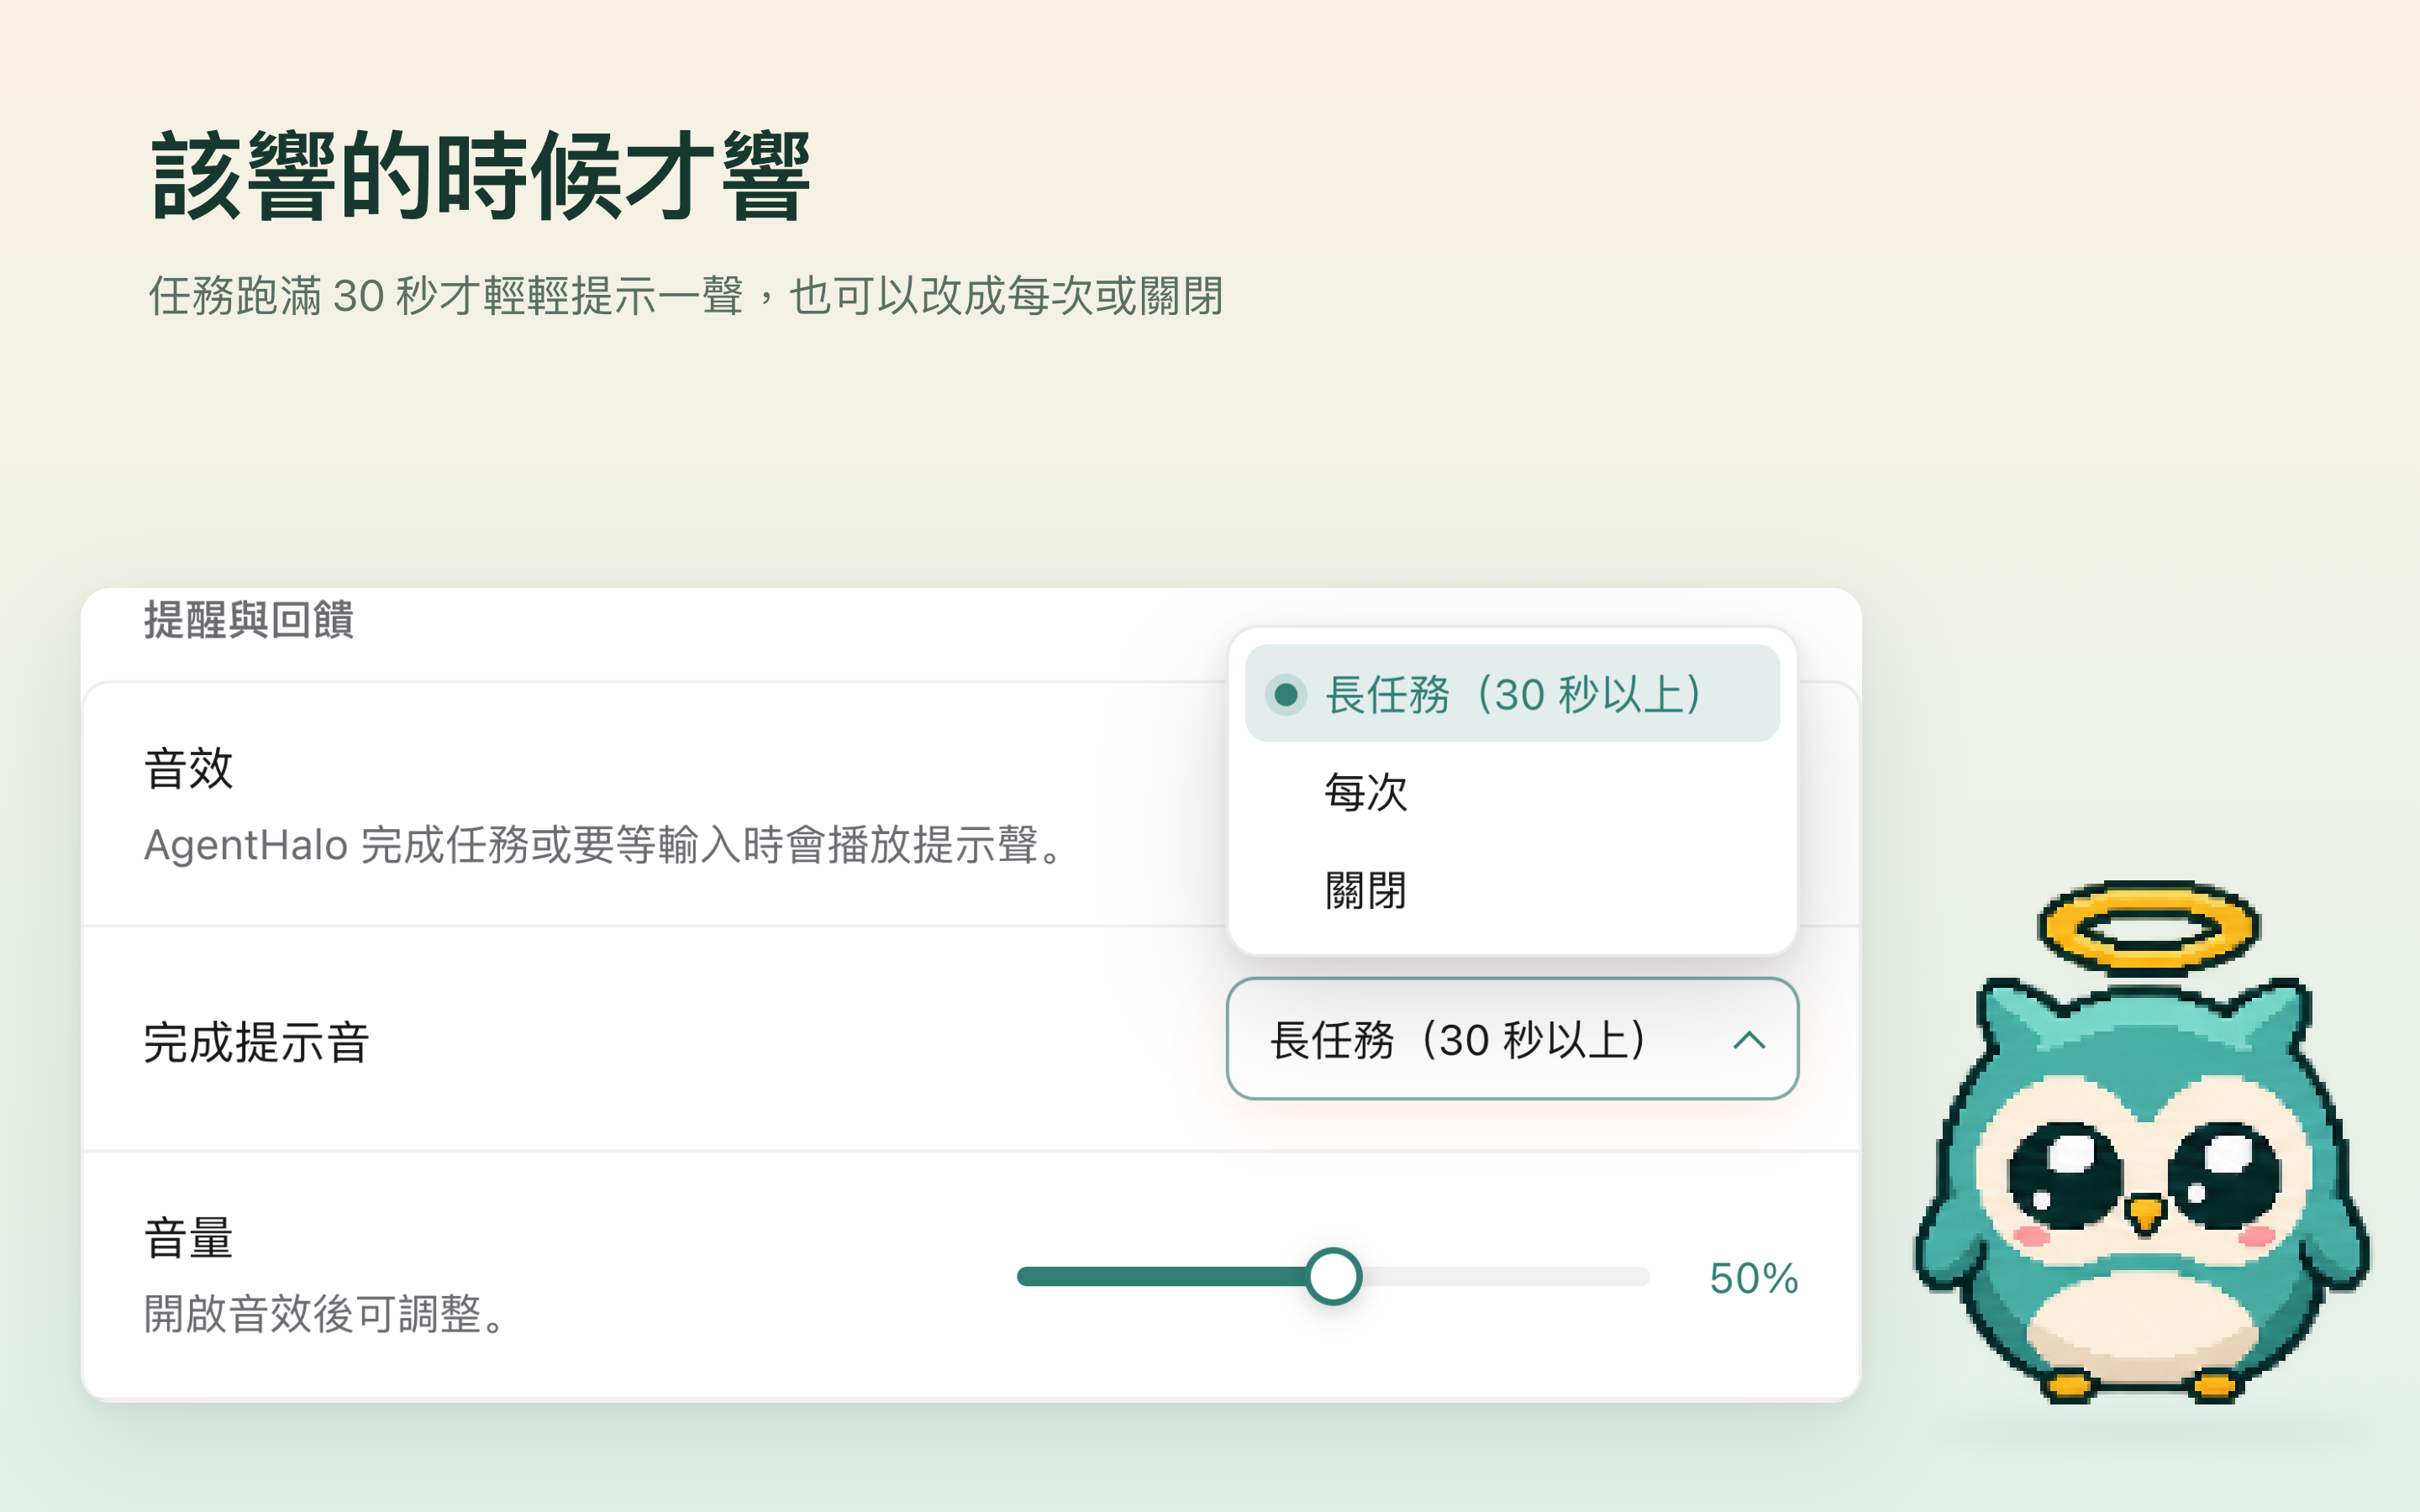 該響的時候才響
任務跑滿 30 秒才輕輕提示一聲，也可以改成每次或關閉
提醒與回饋
長任務（30 秒以上）
每次
關閉
音效
AgentHalo 完成任務或要等輸入時會播放提示聲。
完成提示音
長任務（30 秒以上）
音量
開啟音效後可調整。
50%